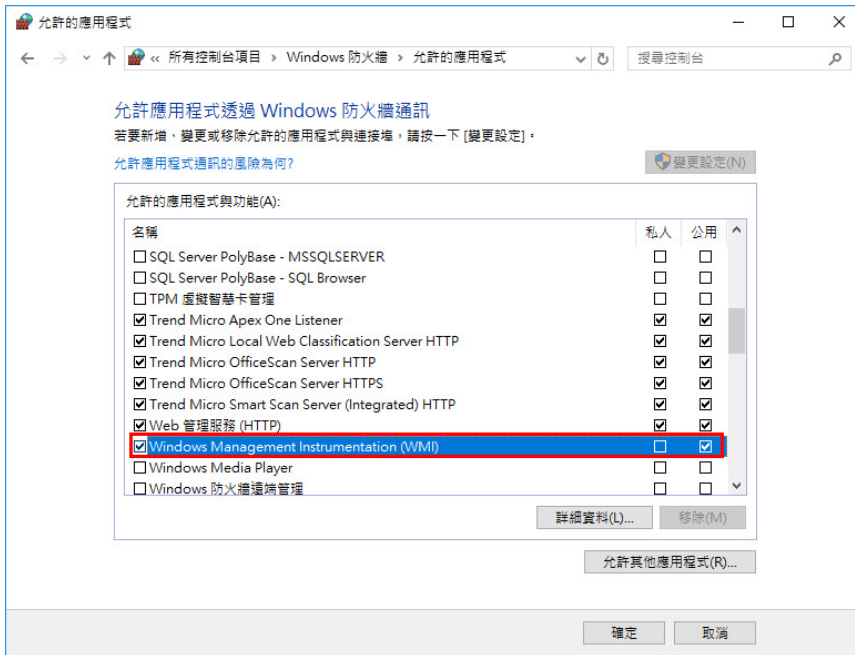 允許的應用程式
« 所有控制台項目 › Windows 防火牆 › 允許的應用程式
搜尋控制台
允許應用程式透過 Windows 防火牆通訊
若要新增、變更或移除允許的應用程式與連接埠，請按一下 [變更設定]。
允許應用程式通訊的風險為何?
變更設定(N)
允許的應用程式與功能(A):
名稱 私人 公用
SQL Server PolyBase - MSSQLSERVER
SQL Server PolyBase - SQL Browser
TPM 虛擬智慧卡管理
Trend Micro Apex One Listener
Trend Micro Local Web Classification Server HTTP
Trend Micro OfficeScan Server HTTP
Trend Micro OfficeScan Server HTTPS
Trend Micro Smart Scan Server (Integrated) HTTP
Web 管理服務 (HTTP)
Windows Management Instrumentation (WMI)
Windows Media Player
Windows 防火牆遠端管理
詳細資料(L)... 移除(M)
允許其他應用程式(R)...
確定 取消